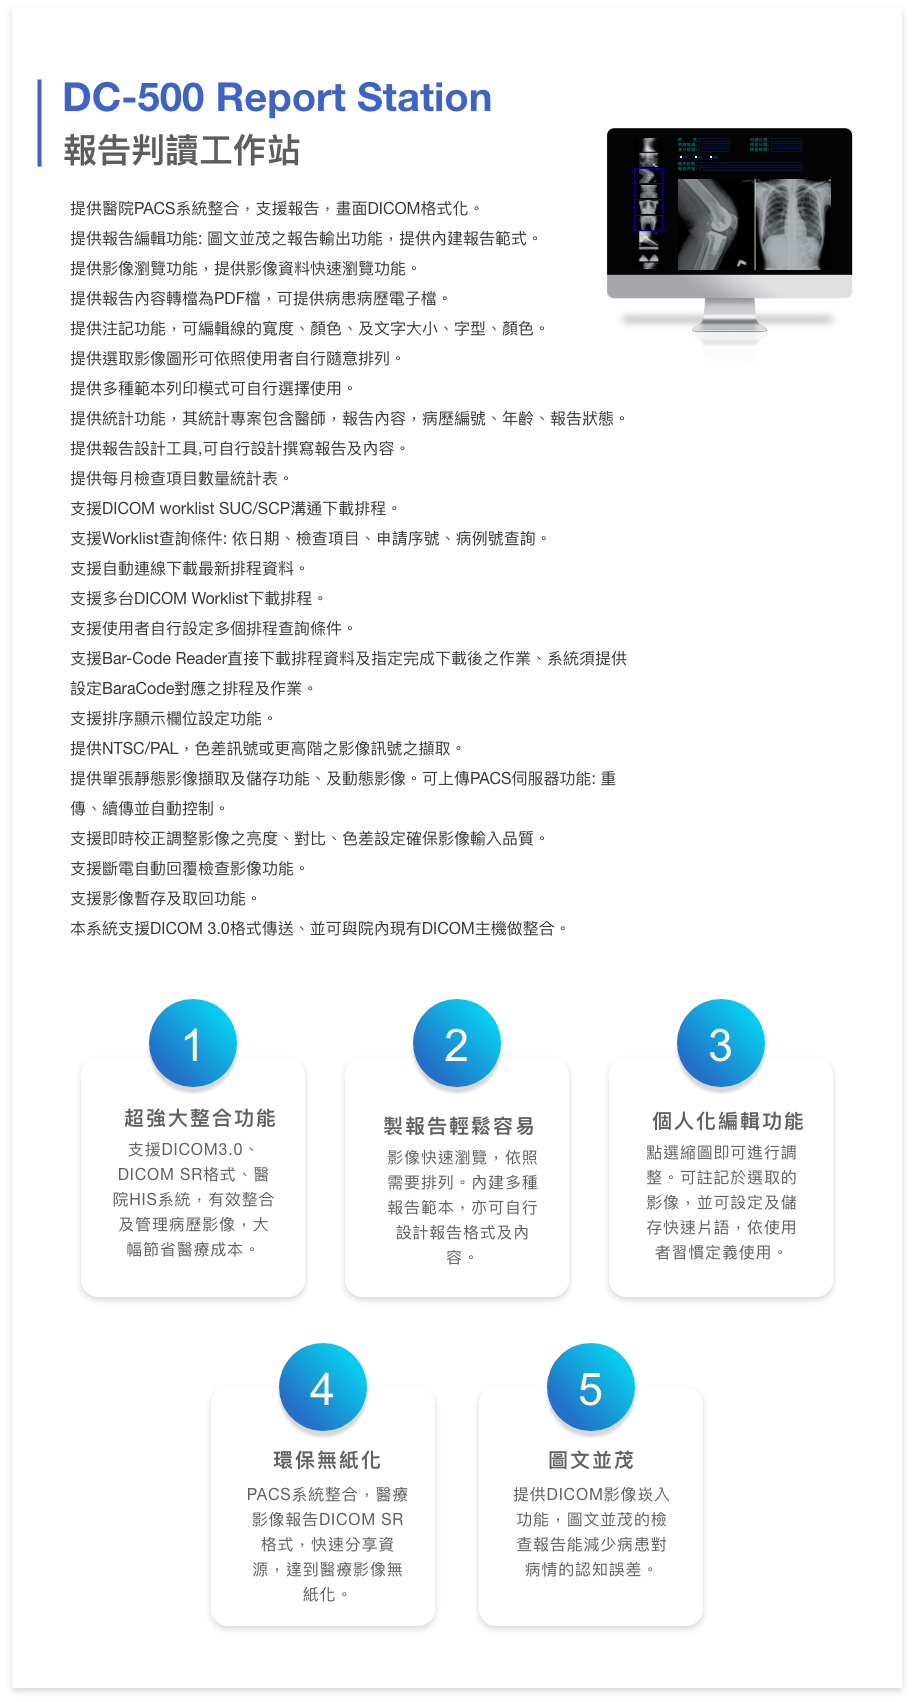 DC-500 Report Station
報告判讀工作站
提供醫院PACS系統整合，支援報告，畫面DICOM格式化。
提供報告編輯功能: 圖文並茂之報告輸出功能，提供內建報告範式。
提供影像瀏覽功能，提供影像資料快速瀏覽功能。
提供報告內容轉檔為PDF檔，可提供病患病歷電子檔。
提供注記功能，可編輯線的寬度、顏色、及文字大小、字型、顏色。
提供選取影像圖形可依照使用者自行隨意排列。
提供多種範本列印模式可自行選擇使用。
提供統計功能，其統計專案包含醫師，報告內容，病歷編號、年齡、報告狀態。
提供報告設計工具,可自行設計撰寫報告及內容。
提供每月檢查項目數量統計表。
支援DICOM worklist SUC/SCP溝通下載排程。
支援Worklist查詢條件: 依日期、檢查項目、申請序號、病例號查詢。
支援自動連線下載最新排程資料。
支援多台DICOM Worklist下載排程。
支援使用者自行設定多個排程查詢條件。
支援Bar-Code Reader直接下載排程資料及指定完成下載後之作業、系統須提供
設定BaraCode對應之排程及作業。
支援排序顯示欄位設定功能。
提供NTSC/PAL，色差訊號或更高階之影像訊號之擷取。
提供單張靜態影像擷取及儲存功能、及動態影像。可上傳PACS伺服器功能: 重
傳、續傳並自動控制。
支援即時校正調整影像之亮度、對比、色差設定確保影像輸入品質。
支援斷電自動回覆檢查影像功能。
支援影像暫存及取回功能。
本系統支援DICOM 3.0格式傳送、並可與院內現有DICOM主機做整合。
1
超強大整合功能
支援DICOM3.0、
DICOM SR格式、醫
院HIS系統，有效整合
及管理病歷影像，大
幅節省醫療成本。
2
製報告輕鬆容易
影像快速瀏覽，依照
需要排列。內建多種
報告範本，亦可自行
設計報告格式及內
容。
3
個人化編輯功能
點選縮圖即可進行調
整。可註記於選取的
影像，並可設定及儲
存快速片語，依使用
者習慣定義使用。
4
環保無紙化
PACS系統整合，醫療
影像報告DICOM SR
格式，快速分享資
源，達到醫療影像無
紙化。
5
圖文並茂
提供DICOM影像崁入
功能，圖文並茂的檢
查報告能減少病患對
病情的認知誤差。